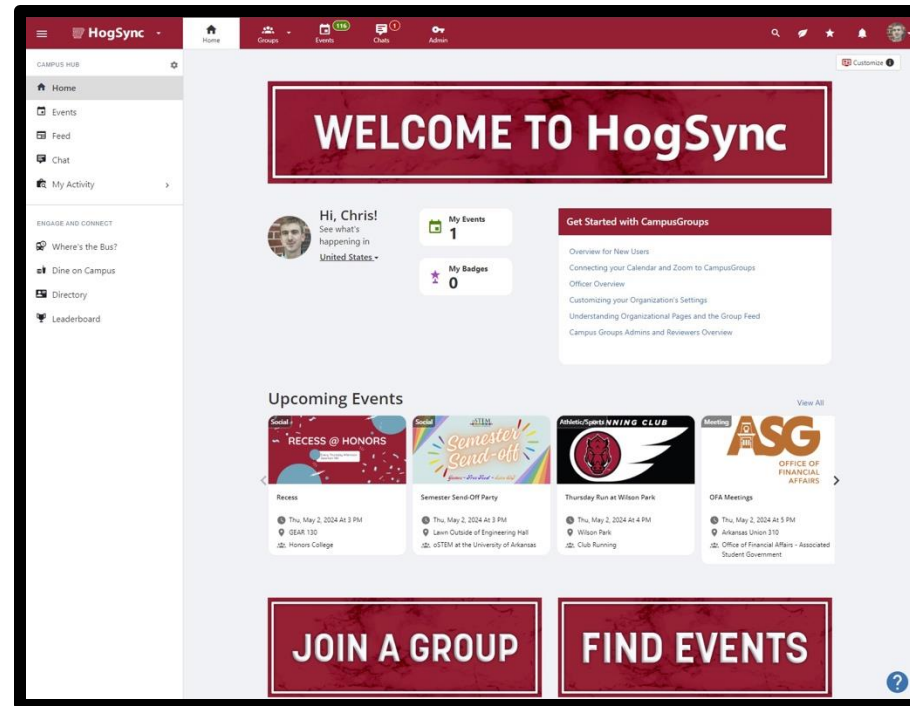 HogSync
Home
Groups
116
Events
1
Chats
Admin
Customize
CAMPUS HUB
Home
Events
Feed
Chat
My Activity
ENGAGE AND CONNECT
Where's the Bus?
Dine on Campus
Directory
Leaderboard
WELCOME TO HogSync
Hi, Chris!
See what's
happening in
United States
My Events
1
My Badges
0
Get Started with CampusGroups
Overview for New Users
Connecting your Calendar and Zoom to CampusGroups
Officer Overview
Customizing your Organization's Settings
Understanding Organizational Pages and the Group Feed
Campus Groups Admins and Reviewers Overview
Upcoming Events
View All
Social
RECESS @ HONORS
Recess
Thu, May 2, 2024 At 3 PM
GEAR 130
Honors College
Social
oSTEM
Semester
Send-off
Semester Send-Off Party
Thu, May 2, 2024 At 3 PM
Lawn Outside of Engineering Hall
oSTEM at the University of Arkansas
Athletic/Sports NNING CLUB
Thursday Run at Wilson Park
Thu, May 2, 2024 At 4 PM
Wilson Park
Club Running
Meeting
ASG
OFFICE OF
FINANCIAL
AFFAIRS
OFA Meetings
Thu, May 2, 2024 At 5 PM
Arkansas Union 310
Office of Financial Affairs - Associated
Student Government
JOIN A GROUP
FIND EVENTS
?